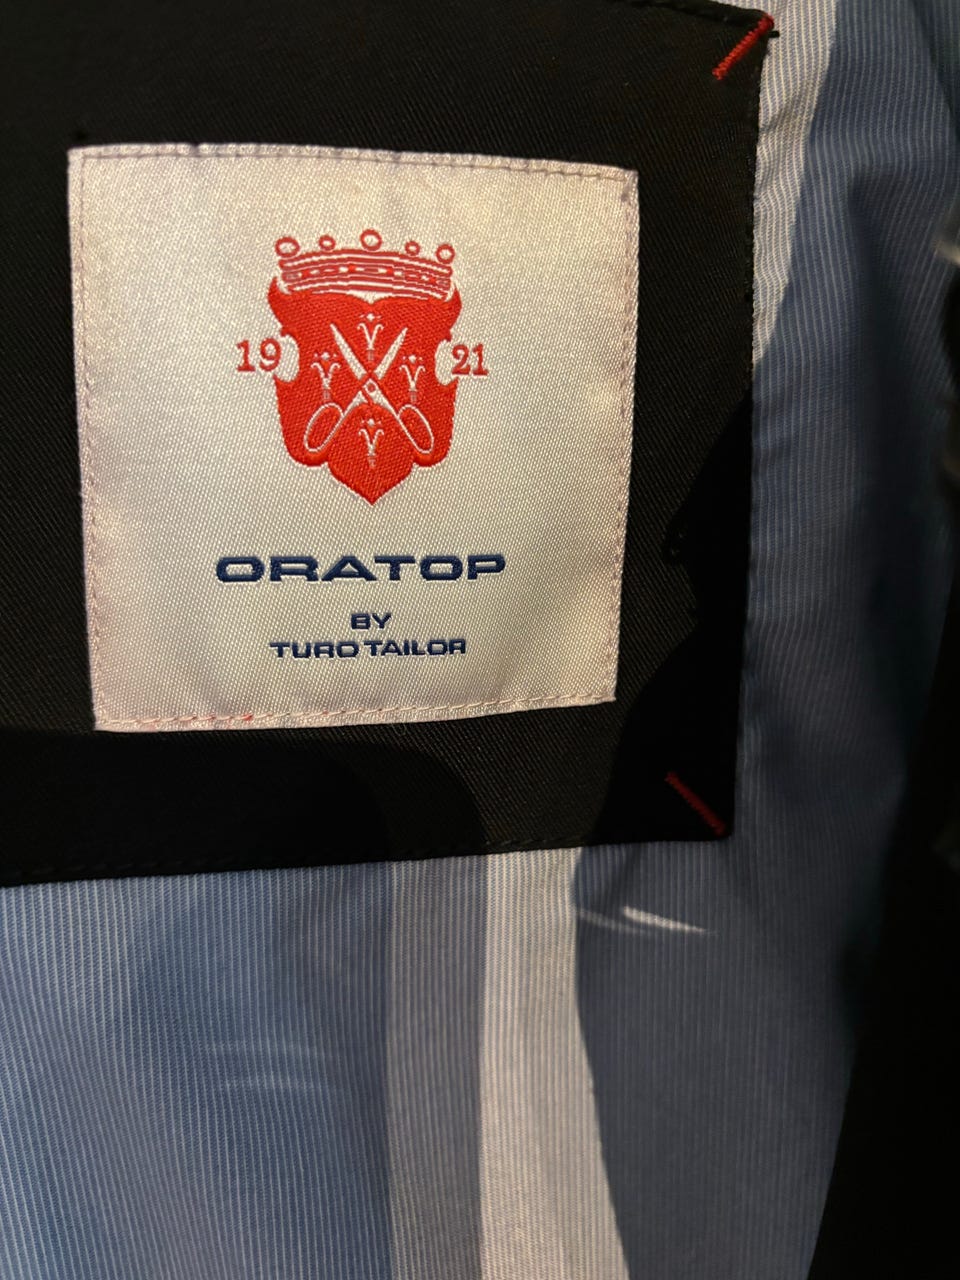 19 21
ORATOP
BY
TURO TAILOR